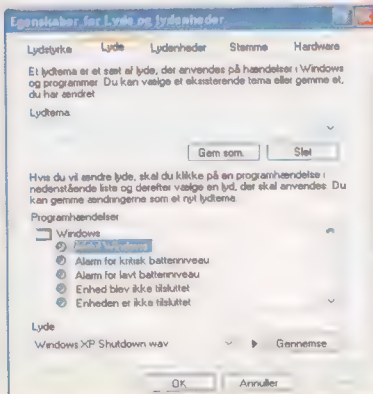 Egenskaber for Lyde og lydenheder
Lydstyrke Lyde Lydenheder Stemme Hardware
Et lydtema er et sæt af lyde, der anvendes på hændelser i Windows
og programmer. Du kan vælge et eksisterende tema eller gemme et,
du har ændret
Lydtema
Gem som. Slet
Hvis du vil ændre lyde, skal du klikke på en programhændelse i
nedenstående liste og derefter vælge en lyd, der skal anvendes. Du
kan gemme ændringerne som et nyt lydtema
Programhændelser
Windows
Windows
Alarm for kritisk batteriniveau
Alarm for lavt batteriniveau
Enhed blev ikke tilsluttet
Enheden er ikke tilsluttet
Lyde
Windows XP Shutdown wav Gennemse
OK Annuller